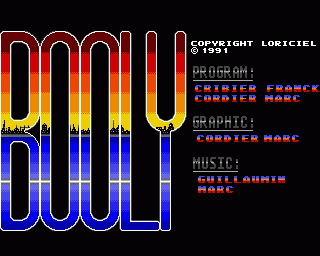 BOOLY
COPYRIGHT LORICIEL
© 1991
PROGRAM:
CRIBIER FRANCK
CORDIER MARC
GRAPHIC:
CORDIER MARC
MUSIC:
GUILLAUMIN
MARC